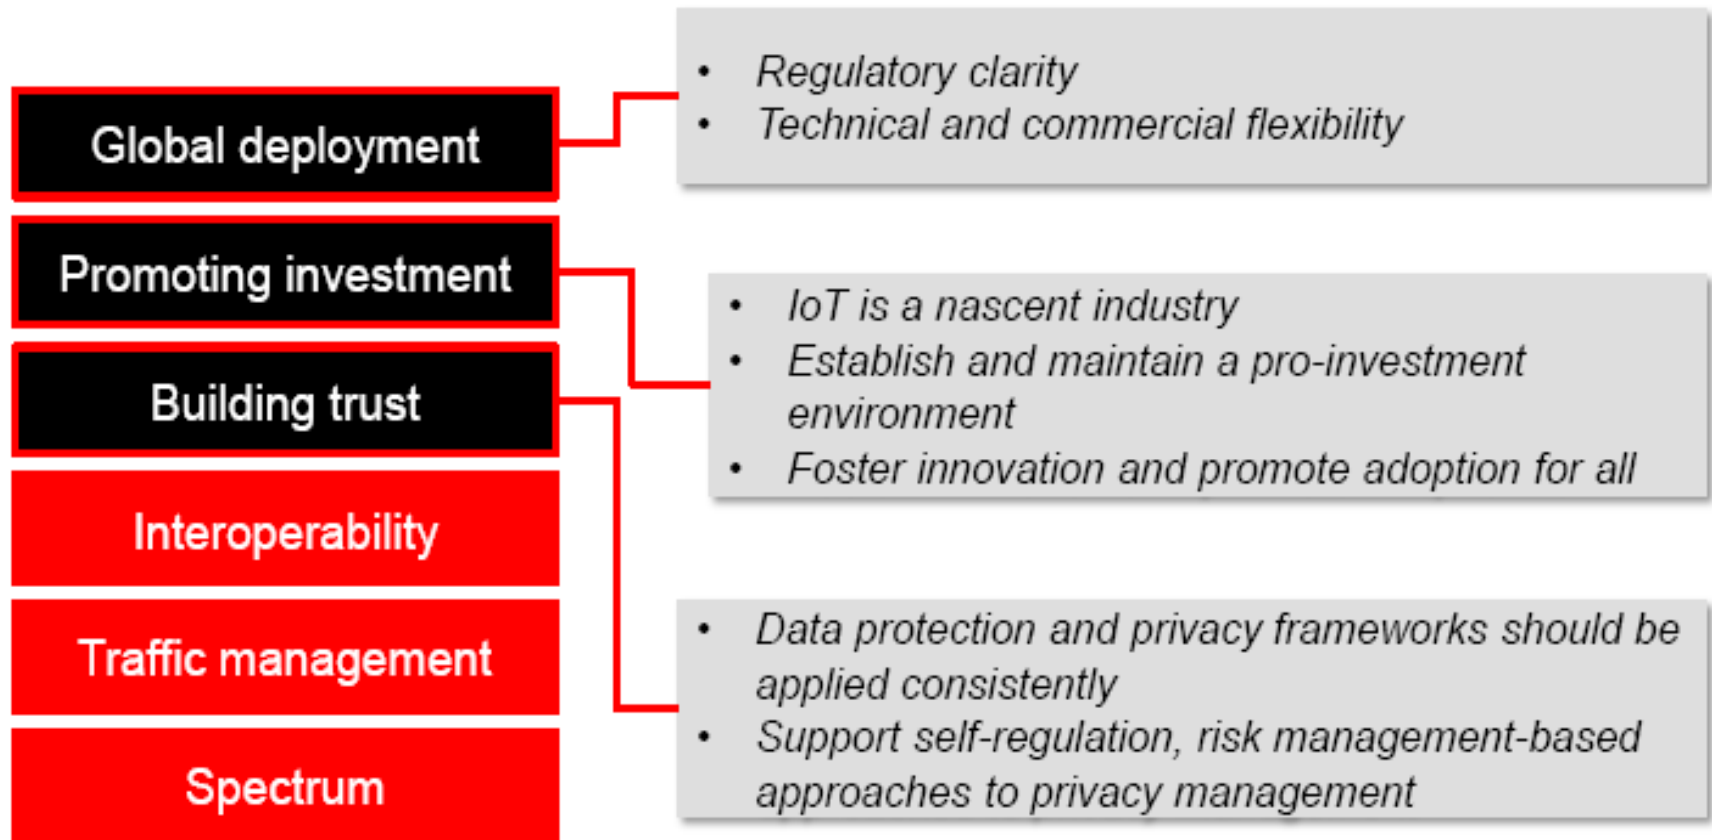 Global deployment
• Regulatory clarity
• Technical and commercial flexibility
Promoting investment
• IoT is a nascent industry
• Establish and maintain a pro-investment
environment
• Foster innovation and promote adoption for all
Building trust
• Data protection and privacy frameworks should be
applied consistently
• Support self-regulation, risk management-based
approaches to privacy management
Interoperability
Traffic management
Spectrum